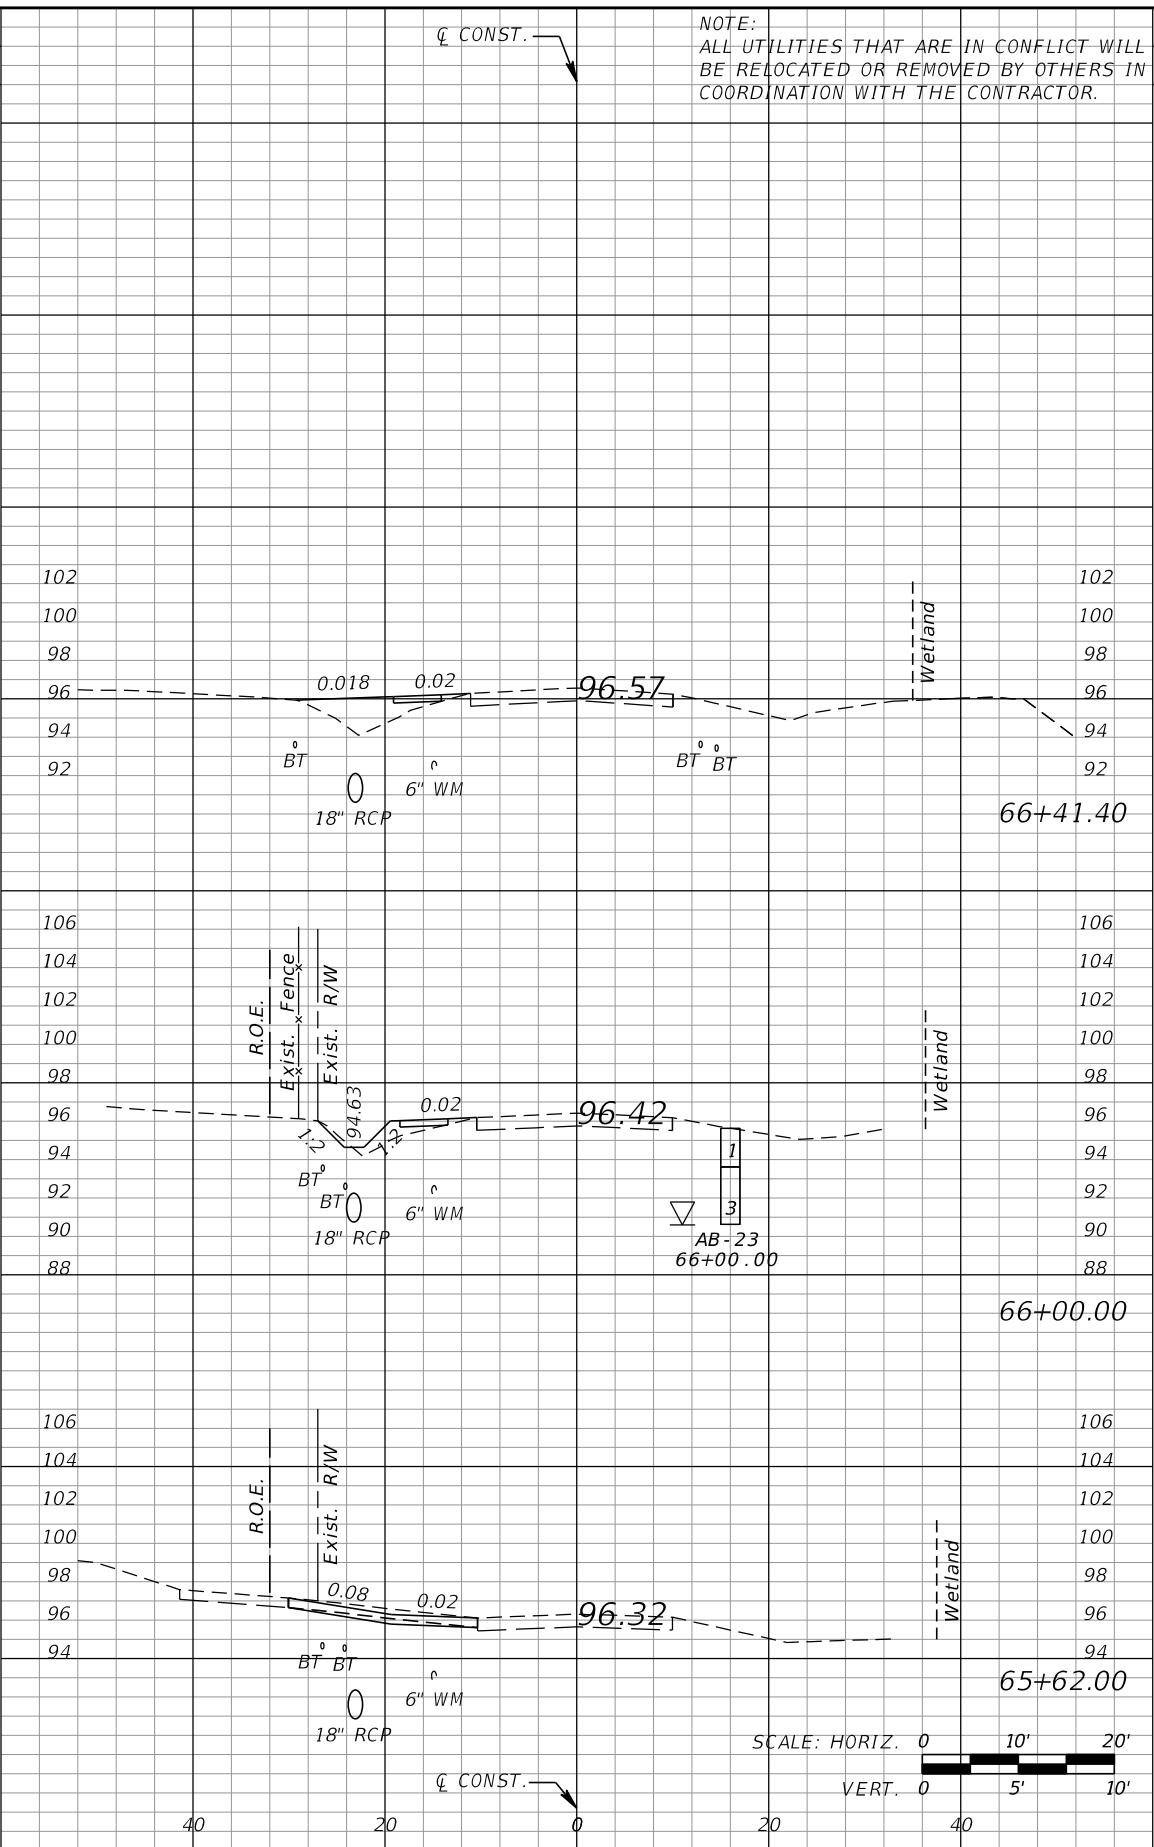 ℄ CONST.
NOTE:
ALL UTILITIES THAT ARE IN CONFLICT WILL
BE RELOCATED OR REMOVED BY OTHERS IN
COORDINATION WITH THE CONTRACTOR.
102 102
100 100
98 98
Wetland
96 0.018 0.02 96.57 96
94 94
BT BT BT
92 92
6" WM
18" RCP
66+41.40
106 106
104 104
102 102
100 100
98 98
R.O.E.
Exist. Fence
Exist. R/W
Wetland
96 0.02 96.42 96
94.63
1:2 1:2
94 1 94
BT
92 92
BT 6" WM 3
90 18" RCP 90
AB-23
66+00.00
88 88
66+00.00
106 106
104 104
102 102
100 100
R.O.E.
Exist. R/W
Wetland
98 98
0.08 0.02
96 96.32 96
94 94
BT BT
65+62.00
6" WM
18" RCP
SCALE: HORIZ. 0 10' 20'
VERT. 0 5' 10'
℄ CONST.
40 20 0 20 40